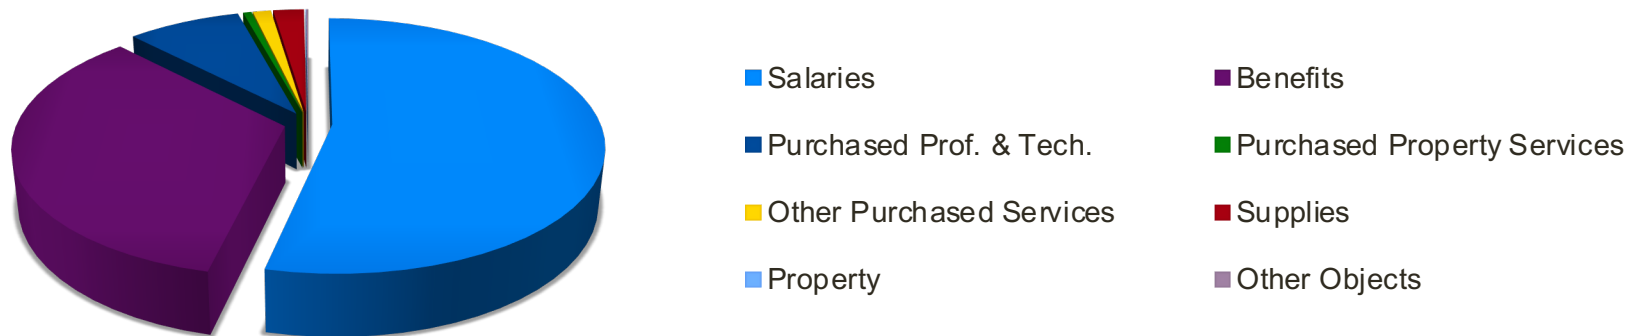 Salaries
Benefits
Purchased Prof. & Tech.
Purchased Property Services
Other Purchased Services
Supplies
Property
Other Objects